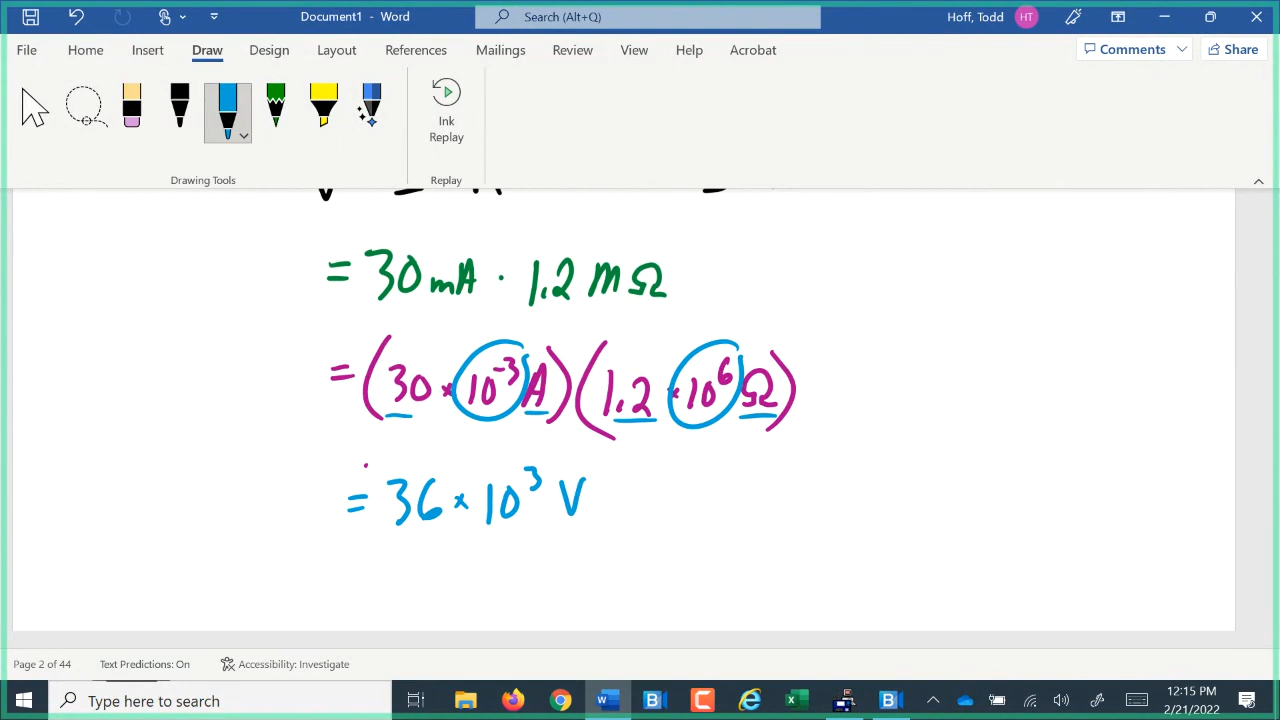 Document1 - Word
Search (Alt+Q)
Hoff, Todd
HT
File Home Insert Draw Design Layout References Mailings Review View Help Acrobat
Comments
Share
Ink Replay
Drawing Tools
Replay
= 30 mA · 1.2 MΩ
= (30 × 10⁻³ A)(1.2 × 10⁶ Ω)
= 36 × 10³ V
Page 2 of 44
Text Predictions: On
Accessibility: Investigate
Type here to search
12:15 PM
2/21/2022